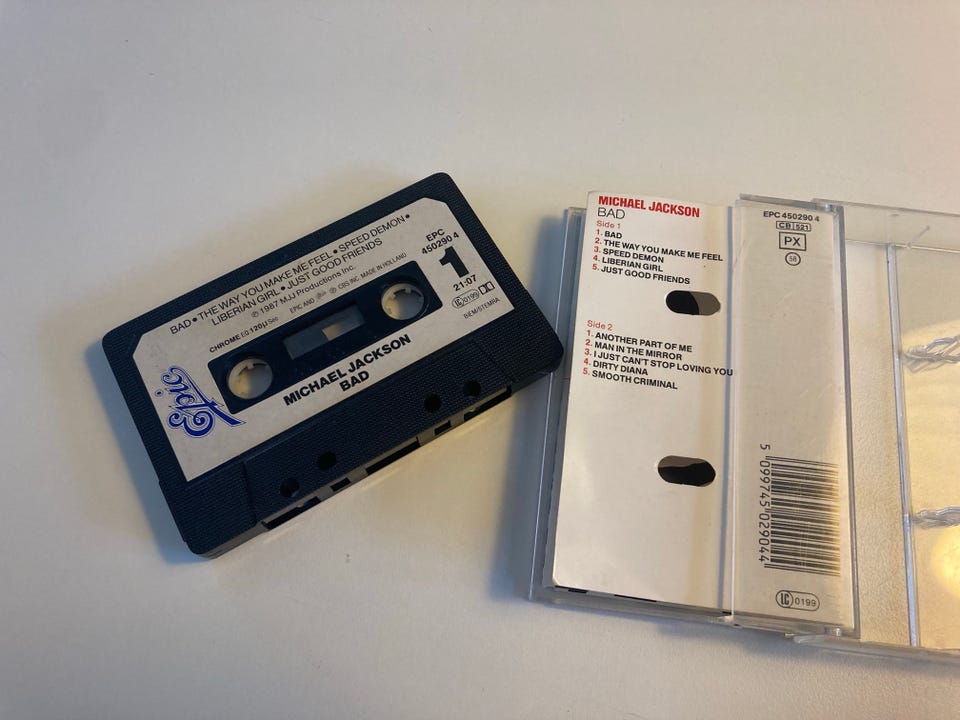 BAD • THE WAY YOU MAKE ME FEEL • SPEED DEMON •
LIBERIAN GIRL • JUST GOOD FRIENDS
℗ 1987 MJJ Productions Inc.
EPIC AND ℗ CBS INC. MADE IN HOLLAND
CHROME EQ 120µ Sec
EPC
450290 4
1
21:07
LC 0199
BIEM/STEMRA
Epic
MICHAEL JACKSON
BAD
MICHAEL JACKSON
BAD
Side 1
1. BAD
2. THE WAY YOU MAKE ME FEEL
3. SPEED DEMON
4. LIBERIAN GIRL
5. JUST GOOD FRIENDS
Side 2
1. ANOTHER PART OF ME
2. MAN IN THE MIRROR
3. I JUST CAN'T STOP LOVING YOU
4. DIRTY DIANA
5. SMOOTH CRIMINAL
EPC 450290 4
CB 521
PX
58
5 099745 029044
LC 0199